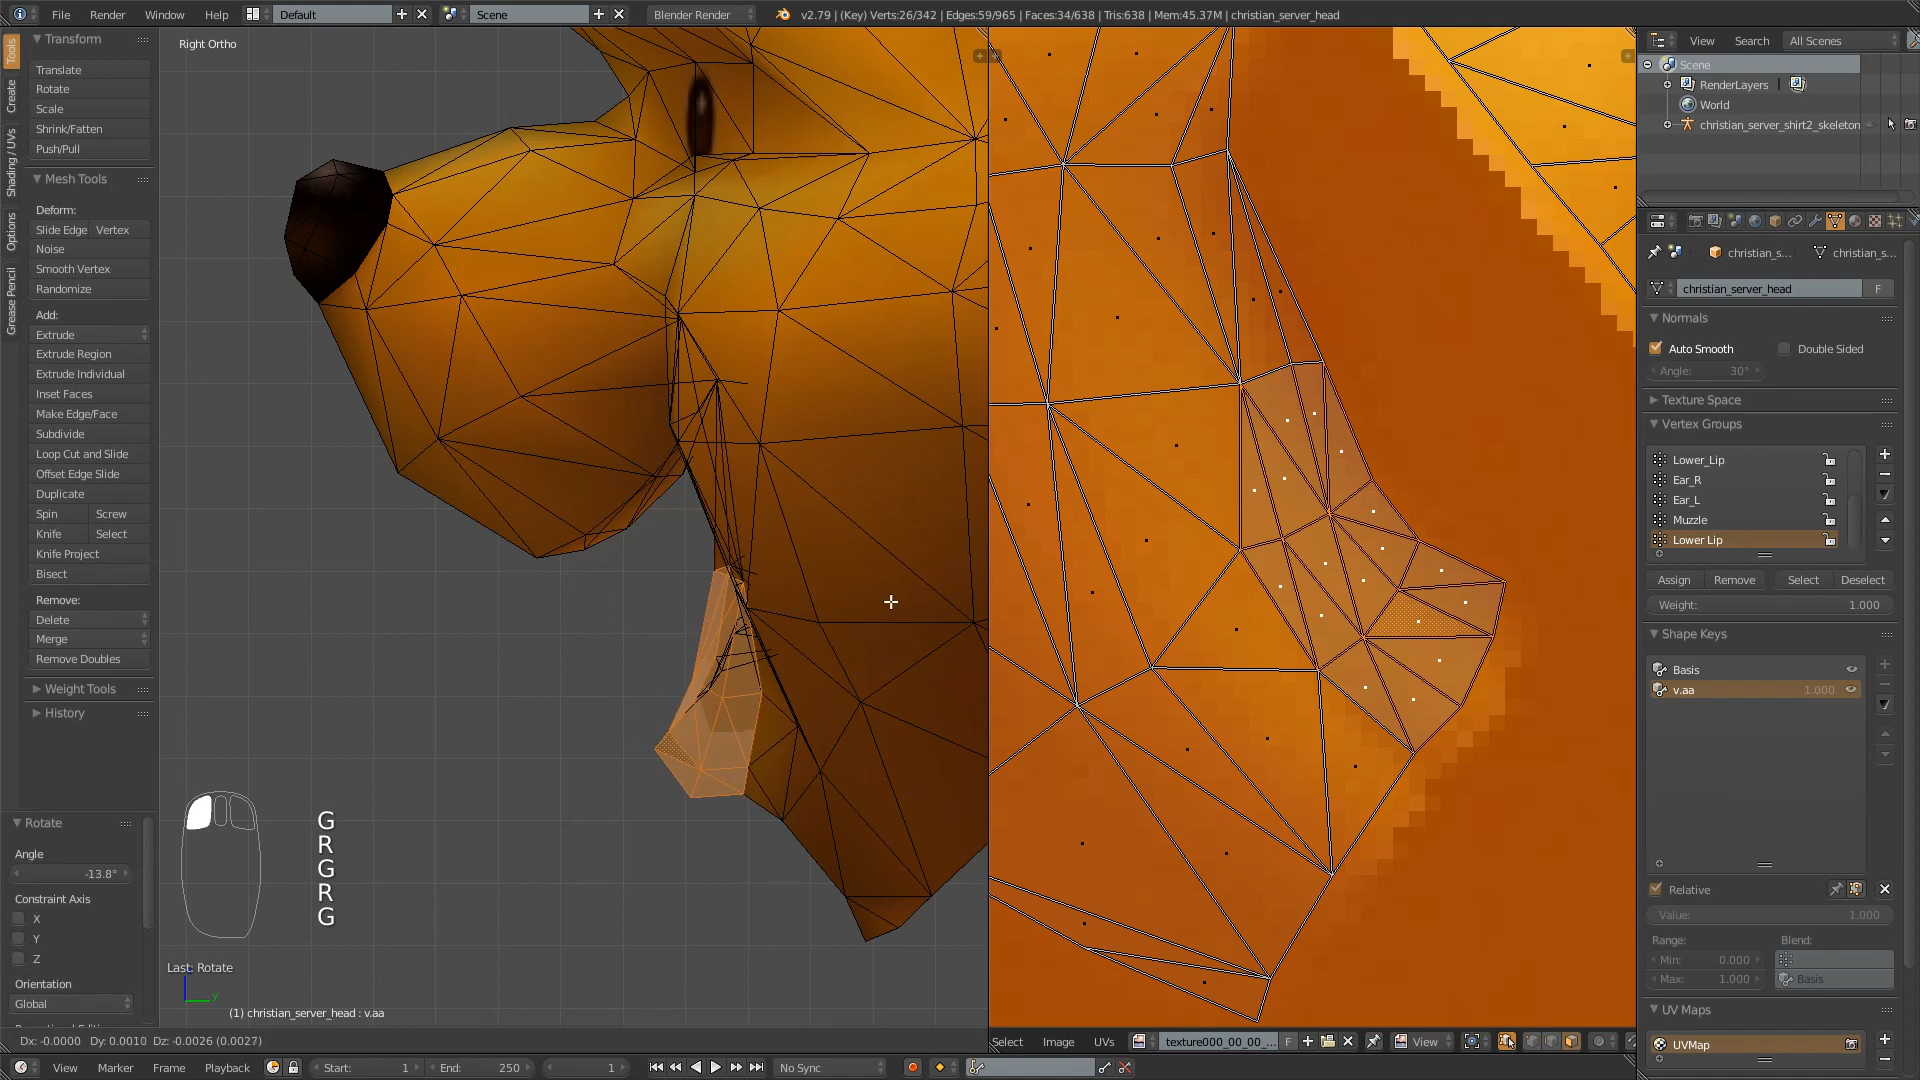 File Render Window Help Default Scene Blender Render v2.79 | (Key) Verts:26/342 | Edges:59/965 | Faces:34/638 | Tris:638 | Mem:45.37M | christian_server_head
Tools
Create
Shading / UVs
Options
Grease Pencil
Transform
Translate
Rotate
Scale
Shrink/Fatten
Push/Pull
Mesh Tools
Deform:
Slide Edge Vertex
Noise
Smooth Vertex
Randomize
Add:
Extrude
Extrude Region
Extrude Individual
Inset Faces
Make Edge/Face
Subdivide
Loop Cut and Slide
Offset Edge Slide
Duplicate
Spin Screw
Knife Select
Knife Project
Bisect
Remove:
Delete
Merge
Remove Doubles
Weight Tools
History
Rotate
Angle
-13.8°
Constraint Axis
X
Y
Z
Orientation
Global
Right Ortho
G
R
G
R
G
Last: Rotate
y
(1) christian_server_head : v.aa
Dx: -0.0000 Dy: 0.0010 Dz: -0.0026 (0.0027)
Select Image UVs texture000_00_00_... F View
View Marker Frame Playback Start: 1 End: 250 1 No Sync
View Search All Scenes
Scene
RenderLayers
World
christian_server_shirt2_skeleton
christian_s... christian_s...
christian_server_head F
Normals
Auto Smooth Double Sided
Angle: 30°
Texture Space
Vertex Groups
Lower_Lip
Ear_R
Ear_L
Muzzle
Lower Lip
Assign Remove Select Deselect
Weight: 1.000
Shape Keys
Basis
v.aa 1.000
Relative
Value: 1.000
Range: Blend:
Min: 0.000
Max: 1.000 Basis
UV Maps
UVMap